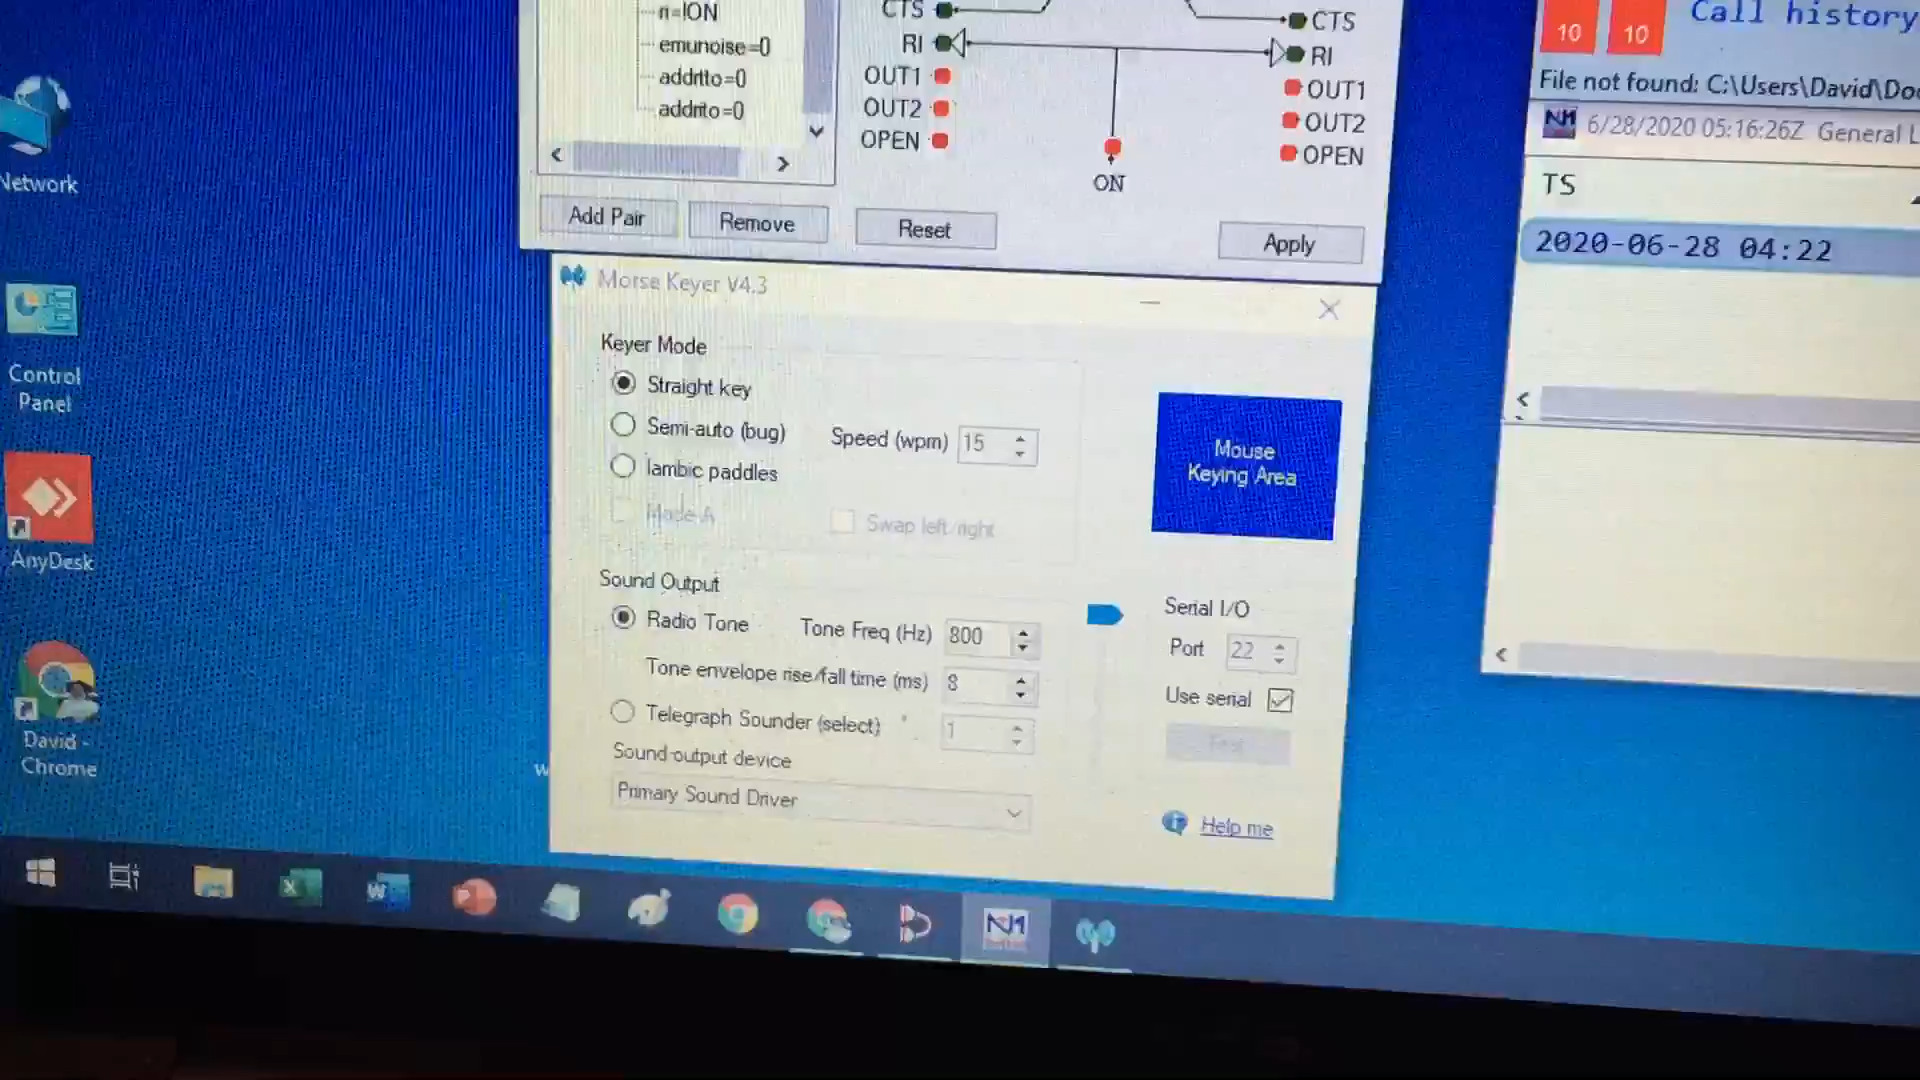 n=ION
emunoise=0
addrtto=0
addrito=0
Add Pair
Remove
CTS
RI
OUT1
OUT2
OPEN
ON
CTS
RI
OUT1
OUT2
OPEN
Reset
Apply
10
10
Call history
File not found: C:\Users\David\Do
6/28/2020 05:16:26Z General L
TS
2020-06-28 04:22
Network
Control
Panel
AnyDesk
David -
Chrome
Morse Keyer V4.3
Keyer Mode
Straight key
Semi-auto (bug)
Speed (wpm) 15
Iambic paddles
Mode A
Swap left/right
Mouse
Keying Area
Sound Output
Radio Tone
Tone Freq (Hz) 800
Tone envelope rise/fall time (ms) 8
Telegraph Sounder (select) 1
Sound output device
Primary Sound Driver
Serial I/O
Port 22
Use serial
Test
Help me
N1